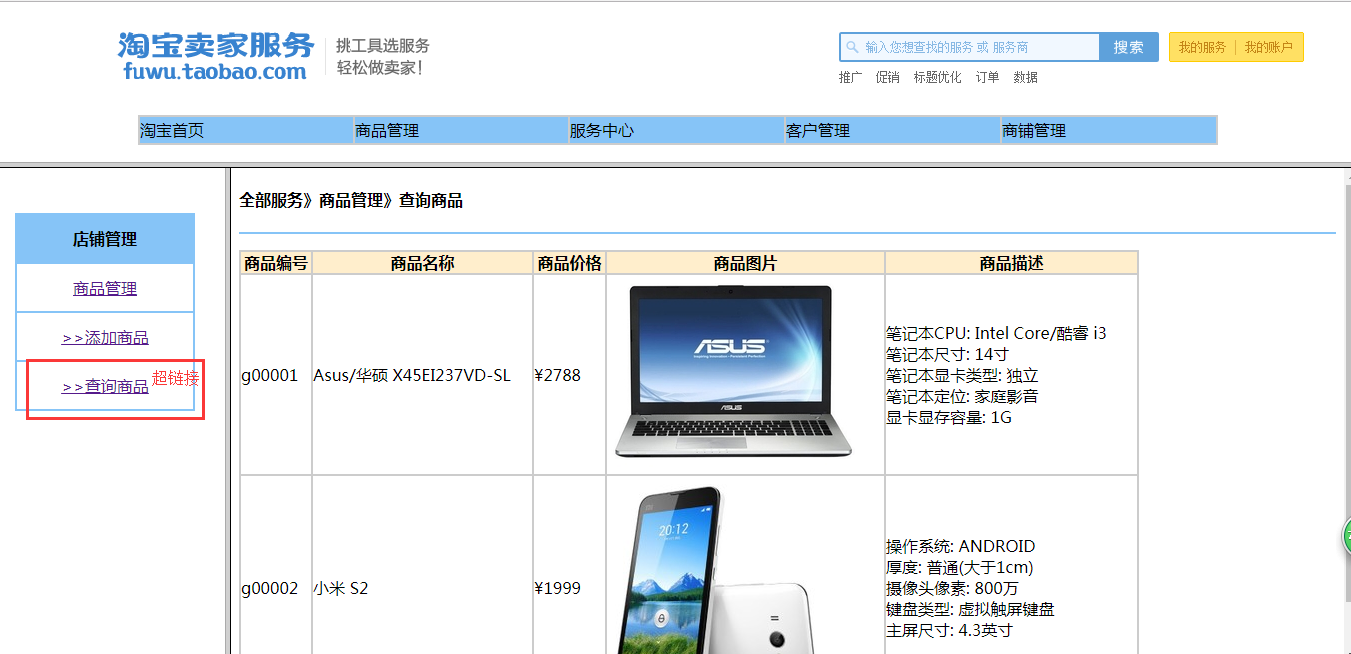 淘宝卖家服务
fuwu.taobao.com
挑工具选服务
轻松做卖家!
输入您想查找的服务 或 服务商
搜索
我的服务 | 我的账户
推广 促销 标题优化 订单 数据
淘宝首页 商品管理 服务中心 客户管理 商铺管理
店铺管理
商品管理
>>添加商品
>>查询商品
超链接
全部服务》商品管理》查询商品
商品编号 商品名称 商品价格 商品图片 商品描述
g00001 Asus/华硕 X45EI237VD-SL ¥2788
ASUS
ASUS
笔记本CPU: Intel Core/酷睿 i3
笔记本尺寸: 14寸
笔记本显卡类型: 独立
笔记本定位: 家庭影音
显卡显存容量: 1G
g00002 小米 S2 ¥1999
20:12
操作系统: ANDROID
厚度: 普通(大于1cm)
摄像头像素: 800万
键盘类型: 虚拟触屏键盘
主屏尺寸: 4.3英寸